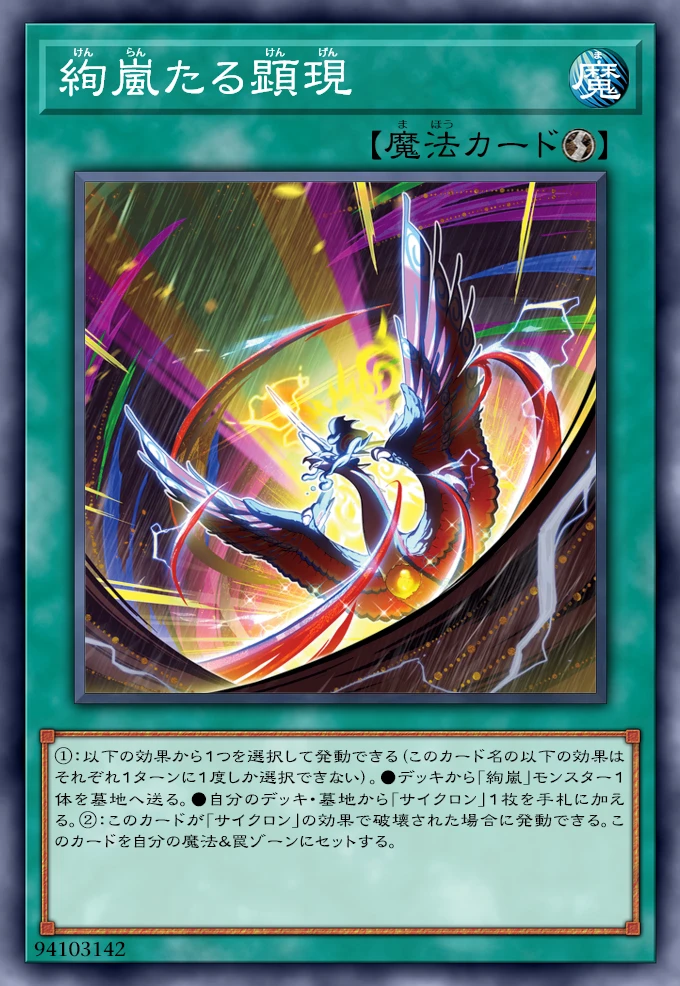 絢嵐たる顕現
魔
【魔法カード】
①：以下の効果から1つを選択して発動できる(このカード名の以下の効果は
それぞれ1ターンに1度しか選択できない)。●デッキから「絢嵐」モンスター1
体を墓地へ送る。●自分のデッキ・墓地から「サイクロン」1枚を手札に加え
る。②：このカードが「サイクロン」の効果で破壊された場合に発動できる。こ
のカードを自分の魔法&罠ゾーンにセットする。
94103142